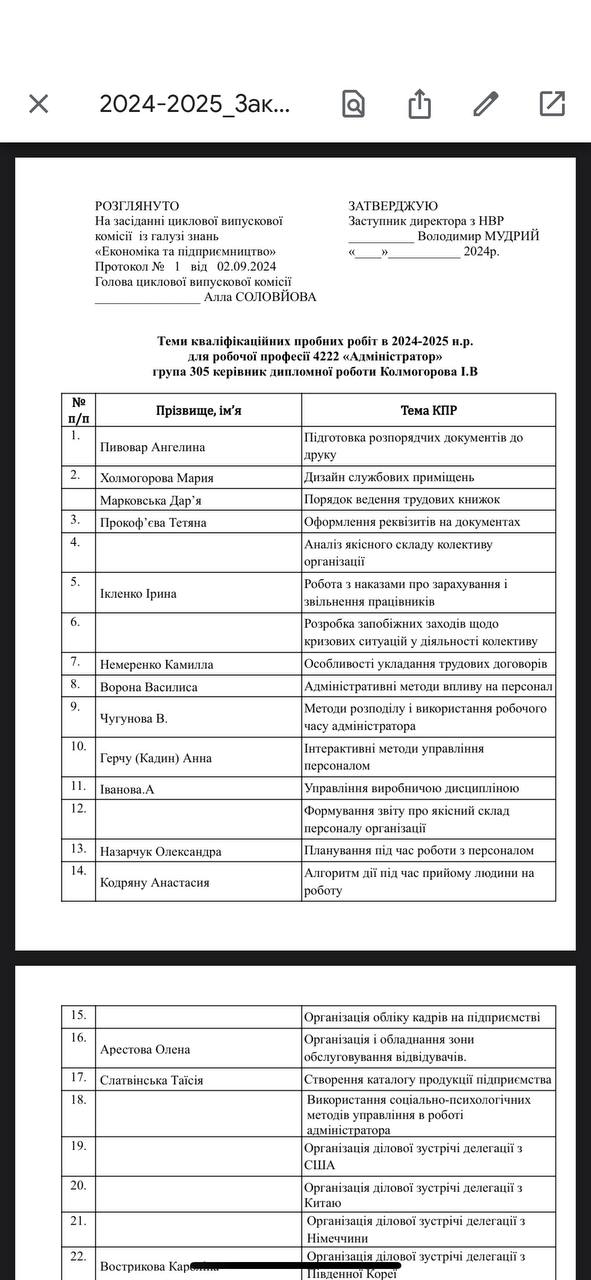 2024-2025_Зак...
РОЗГЛЯНУТО
На засіданні циклової випускової
комісії із галузі знань
«Економіка та підприємництво»
Протокол № 1 від 02.09.2024
Голова циклової випускової комісії
________________ Алла СОЛОВЙОВА
ЗАТВЕРДЖУЮ
Заступник директора з НВР
__________ Володимир МУДРИЙ
«____»___________ 2024р.
Теми кваліфікаційних пробних робіт в 2024-2025 н.р.
для робочої професії 4222 «Адміністратор»
група 305 керівник дипломної роботи Колмогорова І.В
№ п/п Прізвище, ім’я Тема КПР
1. Пивовар Ангелина Підготовка розпорядчих документів до
друку
2. Холмогорова Мария Дизайн службових приміщень
Марковська Дар’я Порядок ведення трудових книжок
3. Прокоф’єва Тетяна Оформлення реквізитів на документах
4. Аналіз якісного складу колективу
організації
5. Ікленко Ірина Робота з наказами про зарахування і
звільнення працівників
6. Розробка запобіжних заходів щодо
кризових ситуацій у діяльності колективу
7. Немеренко Камилла Особливості укладання трудових договорів
8. Ворона Василиса Адміністративні методи впливу на персонал
9. Чугунова В. Методи розподілу і використання робочого
часу адміністратора
10. Герчу (Кадин) Анна Інтерактивні методи управління
персоналом
11. Іванова.А Управління виробничою дисципліною
12. Формування звіту про якісний склад
персоналу організації
13. Назарчук Олександра Планування під час роботи з персоналом
14. Кодряну Анастасия Алгоритм дії під час прийому людини на
роботу
15. Організація обліку кадрів на підприємстві
16. Арестова Олена Організація і обладнання зони
обслуговування відвідувачів.
17. Слатвінська Таїсія Створення каталогу продукції підприємства
18. Використання соціально-психологічних
методів управління в роботі
адміністратора
19. Організація ділової зустрічі делегації з
США
20. Організація ділової зустрічі делегації з
Китаю
21. Організація ділової зустрічі делегації з
Німеччини
22. Вострикова Кароліна Організація ділової зустрічі делегації з
Південної Кореї